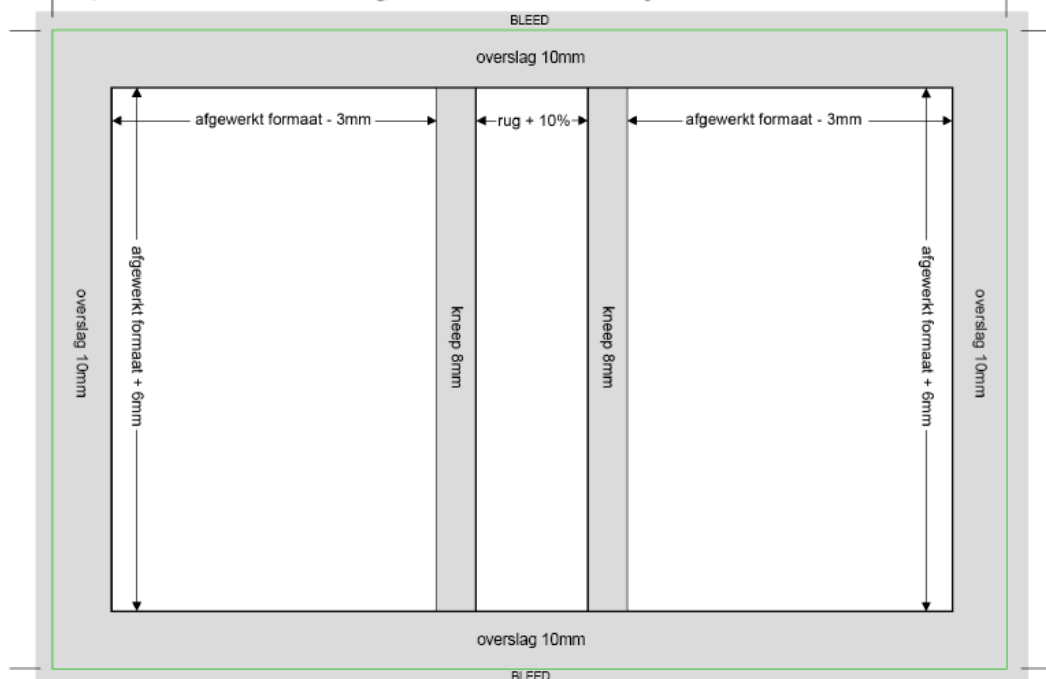 BLEED
overslag 10mm
afgewerkt formaat - 3mm
rug + 10%
afgewerkt formaat - 3mm
afgewerkt formaat + 6mm
afgewerkt formaat + 6mm
overslag 10mm
kneep 8mm
kneep 8mm
overslag 10mm
overslag 10mm
BLEED